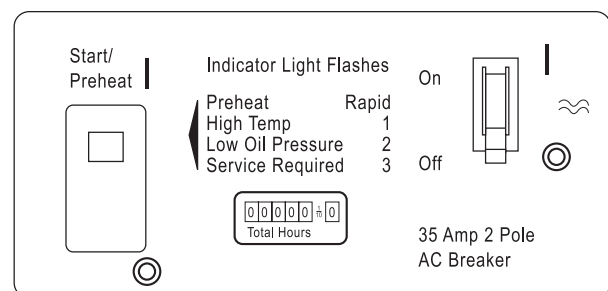 Start/
Preheat
Indicator Light Flashes
Preheat Rapid
High Temp 1
Low Oil Pressure 2
Service Required 3
0 0 0 0 0 1/10 0
Total Hours
On
Off
35 Amp 2 Pole
AC Breaker